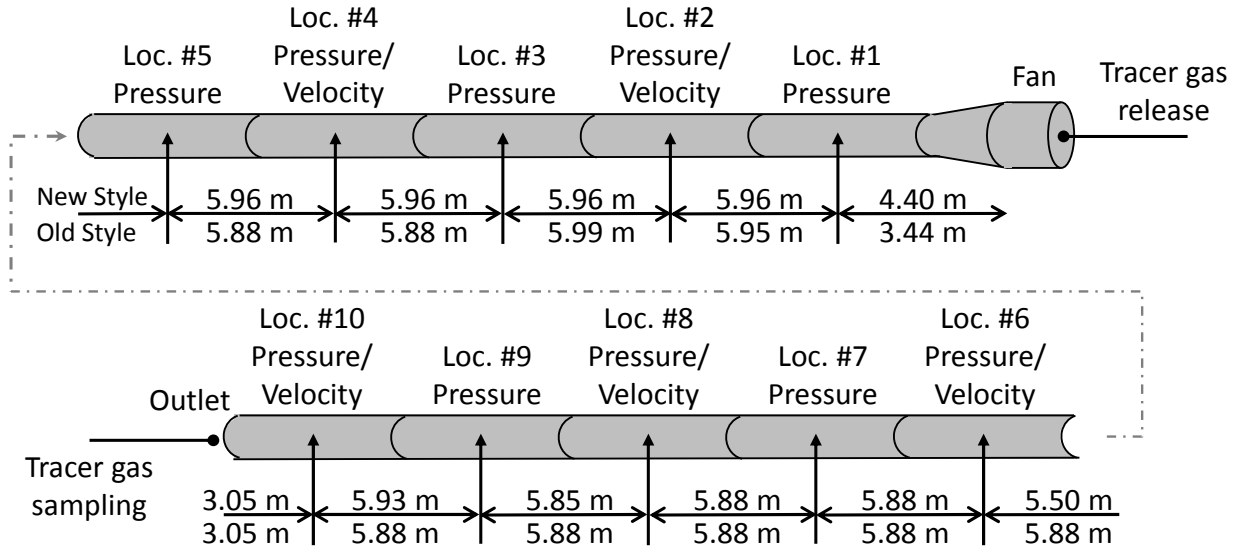 Loc. #5
Pressure
Loc. #4
Pressure/
Velocity
Loc. #3
Pressure
Loc. #2
Pressure/
Velocity
Loc. #1
Pressure
Fan
Tracer gas
release
New Style
5.96 m
5.96 m
5.96 m
5.96 m
4.40 m
Old Style
5.88 m
5.88 m
5.99 m
5.95 m
3.44 m
Outlet
Loc. #10
Pressure/
Velocity
Loc. #9
Pressure
Loc. #8
Pressure/
Velocity
Loc. #7
Pressure
Loc. #6
Pressure/
Velocity
Tracer gas
sampling
3.05 m
5.93 m
5.85 m
5.88 m
5.88 m
5.50 m
3.05 m
5.88 m
5.88 m
5.88 m
5.88 m
5.88 m